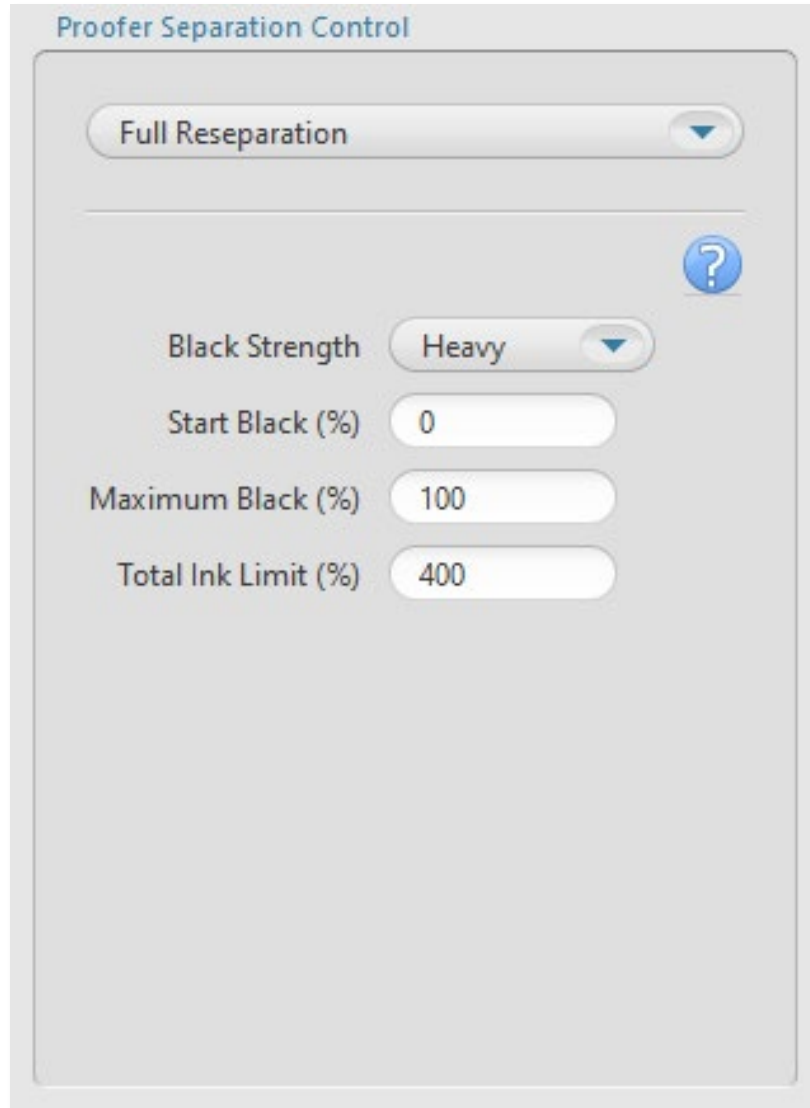 Proofer Separation Control
Full Reseparation
?
Black Strength Heavy
Start Black (%) 0
Maximum Black (%) 100
Total Ink Limit (%) 400